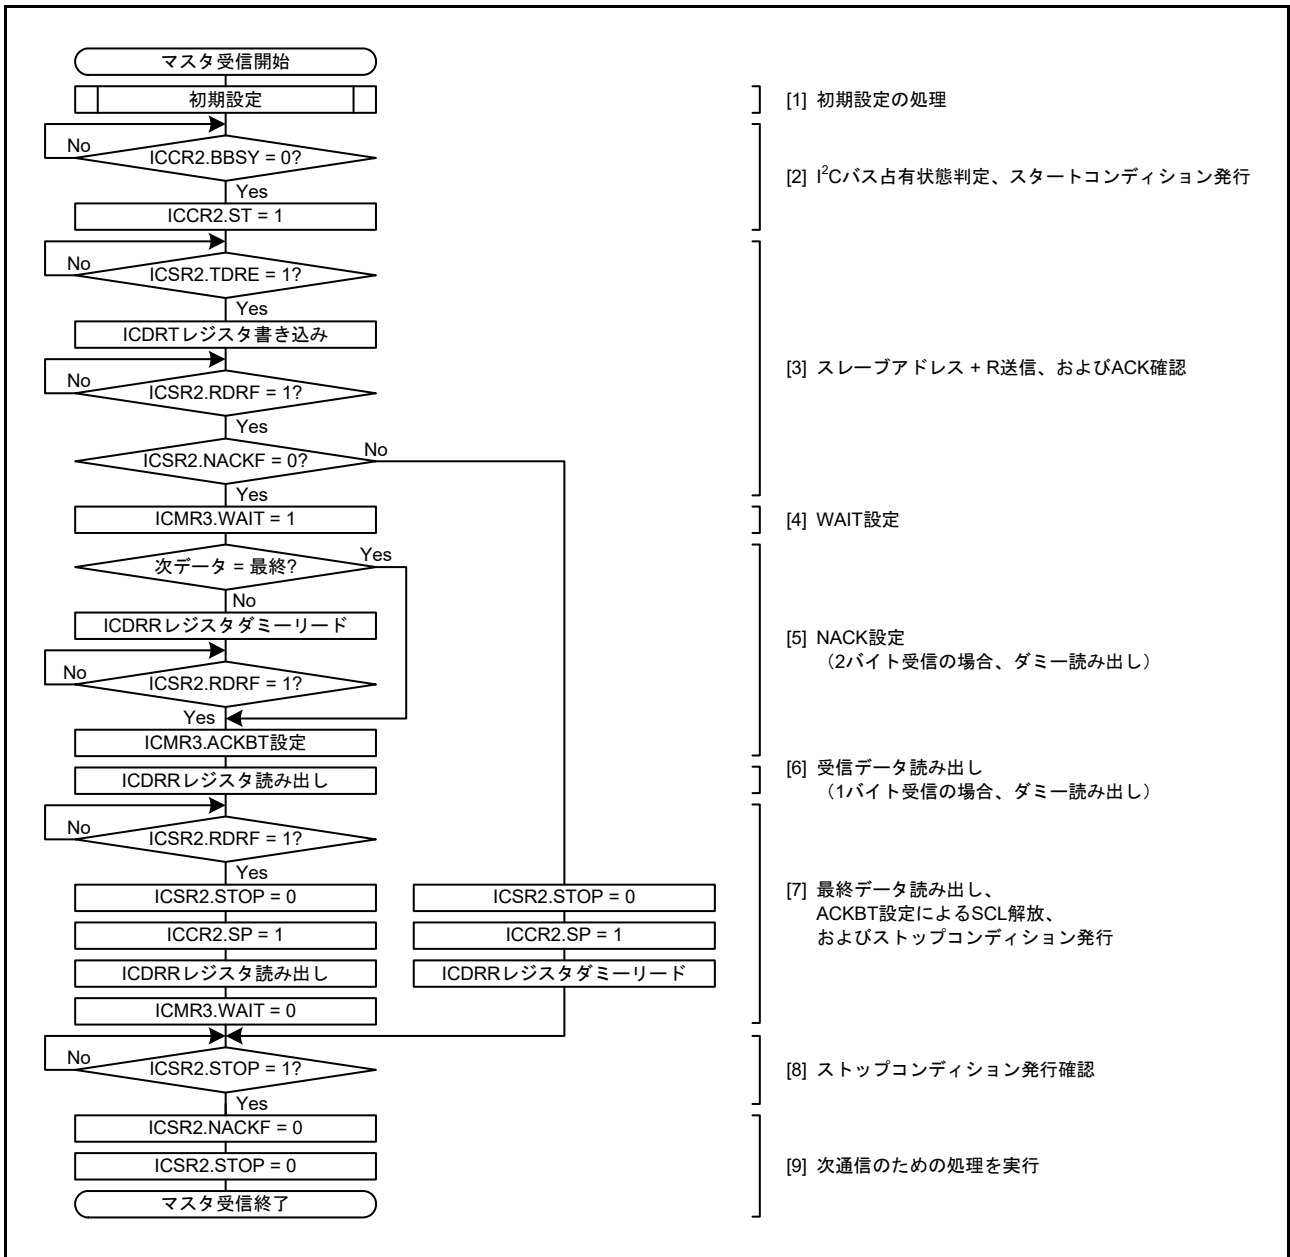 マスタ受信開始
初期設定
[1] 初期設定の処理
No
ICCR2.BBSY = 0?
Yes
ICCR2.ST = 1
[2] I²Cバス占有状態判定、スタートコンディション発行
No
ICSR2.TDRE = 1?
Yes
ICDRTレジスタ書き込み
No
ICSR2.RDRF = 1?
Yes
ICSR2.NACKF = 0?
No
Yes
[3] スレーブアドレス + R送信、およびACK確認
ICMR3.WAIT = 1
[4] WAIT設定
次データ = 最終?
Yes
No
ICDRRレジスタダミーリード
No
ICSR2.RDRF = 1?
Yes
ICMR3.ACKBT設定
[5] NACK設定
（2バイト受信の場合、ダミー読み出し）
ICDRRレジスタ読み出し
[6] 受信データ読み出し
（1バイト受信の場合、ダミー読み出し）
No
ICSR2.RDRF = 1?
Yes
ICSR2.STOP = 0
ICCR2.SP = 1
ICDRRレジスタ読み出し
ICMR3.WAIT = 0
ICSR2.STOP = 0
ICCR2.SP = 1
ICDRRレジスタダミーリード
[7] 最終データ読み出し、
ACKBT設定によるSCL解放、
およびストップコンディション発行
No
ICSR2.STOP = 1?
Yes
[8] ストップコンディション発行確認
ICSR2.NACKF = 0
ICSR2.STOP = 0
マスタ受信終了
[9] 次通信のための処理を実行